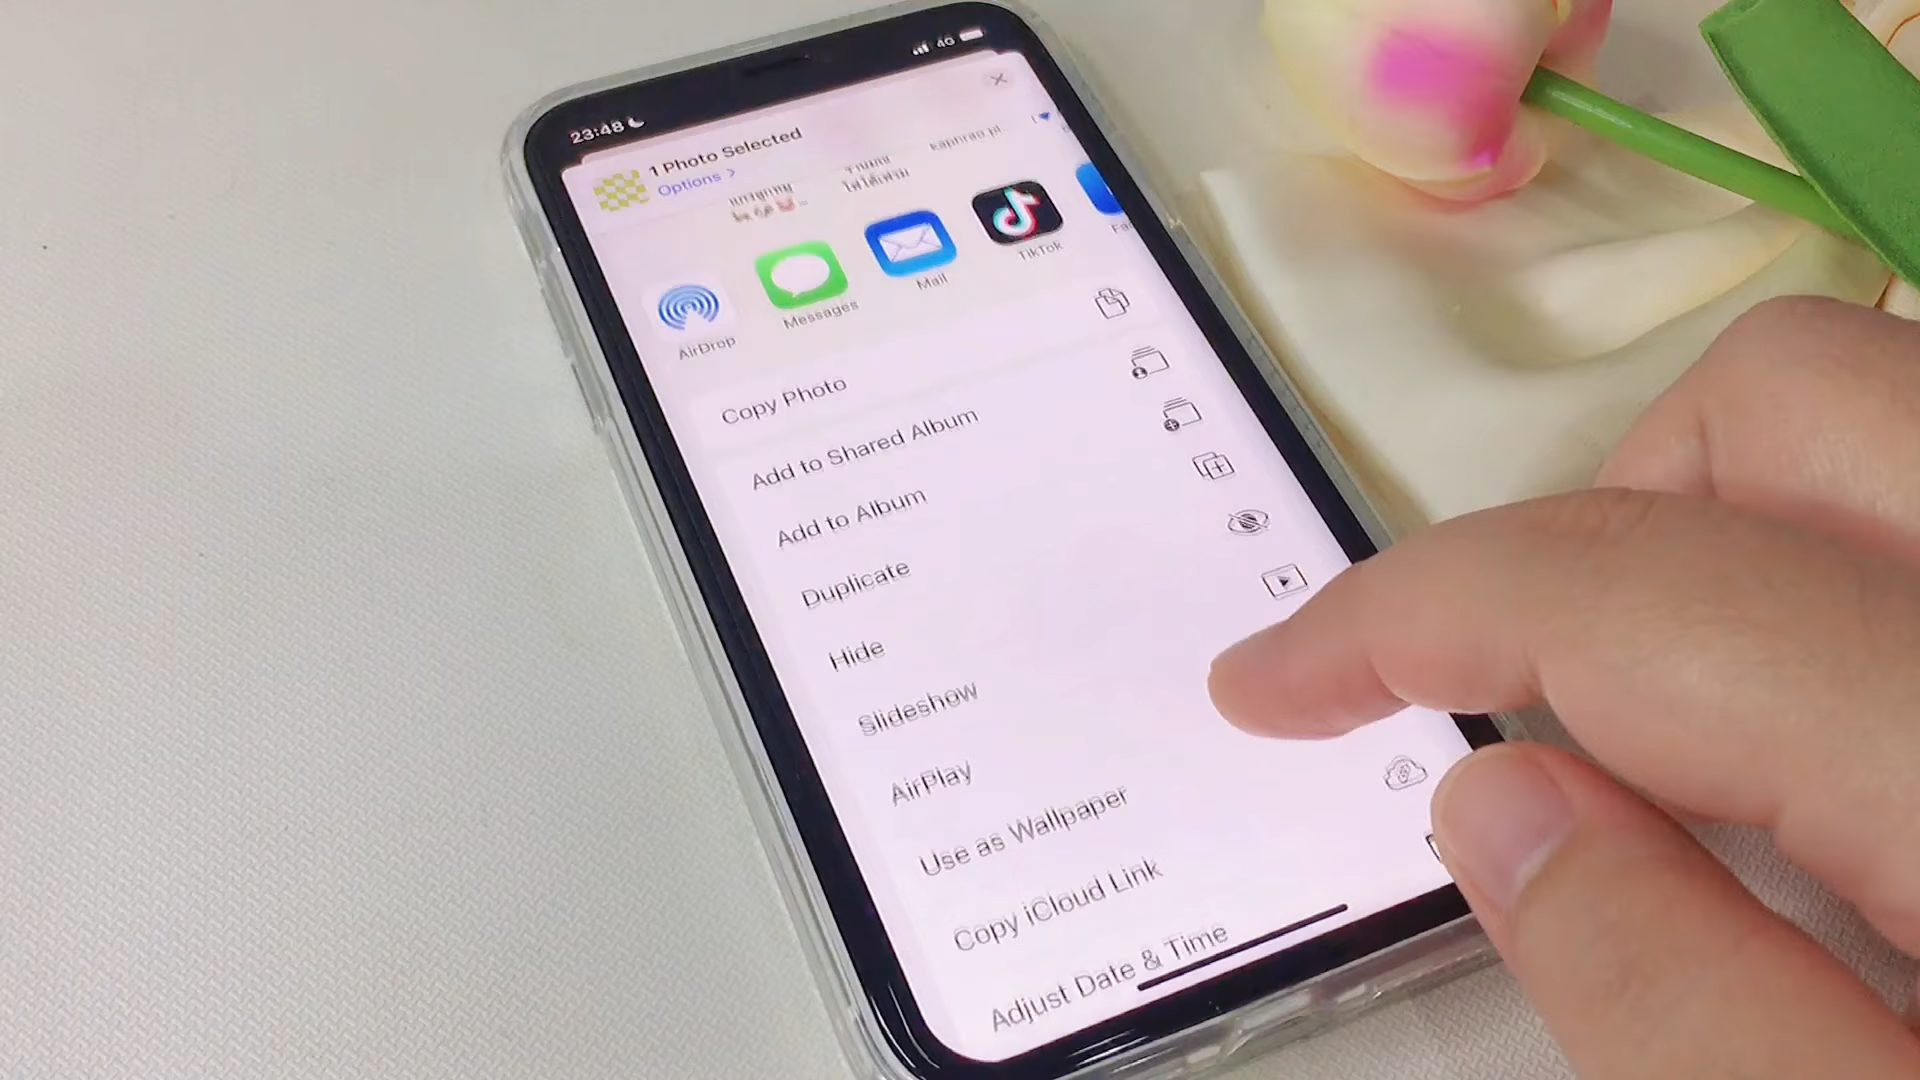 23:48
4G
1 Photo Selected
Options >
AirDrop
Messages
Mail
TikTok
Copy Photo
Add to Shared Album
Add to Album
Duplicate
Hide
Slideshow
AirPlay
Use as Wallpaper
Copy iCloud Link
Adjust Date & Time